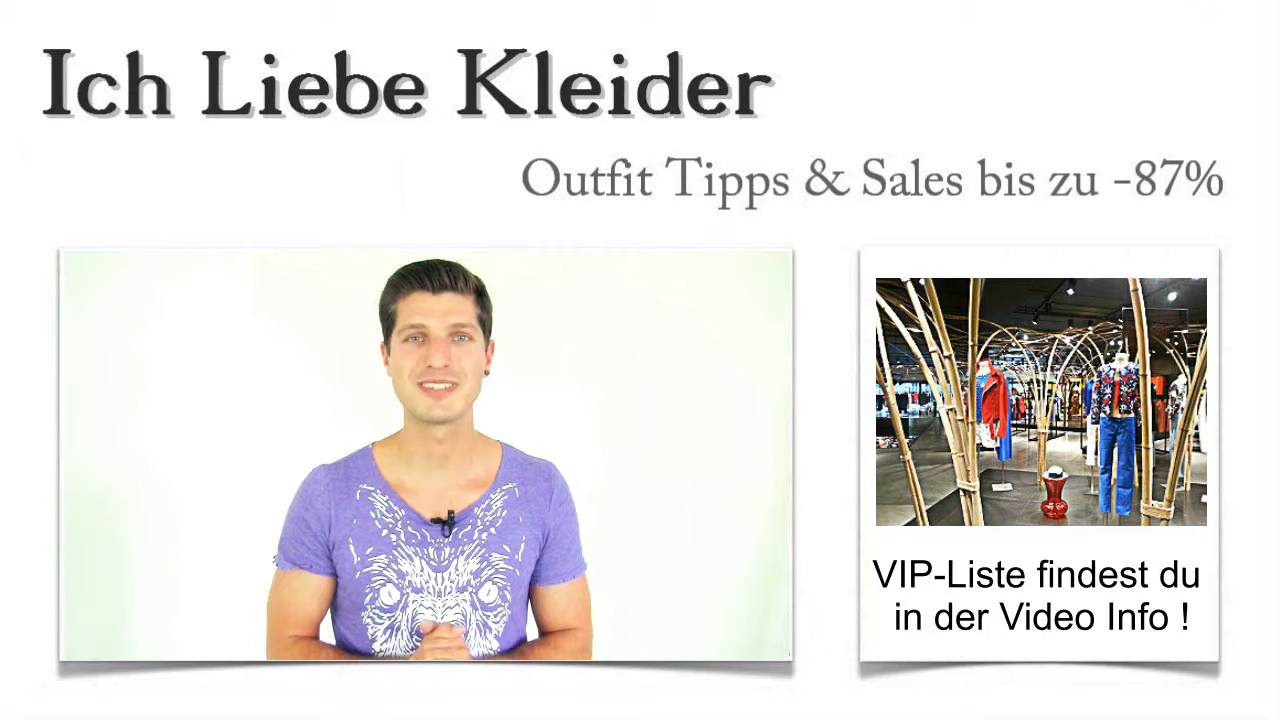 Ich Liebe Kleider
Outfit Tipps & Sales bis zu -87%
VIP-Liste findest du
in der Video Info !